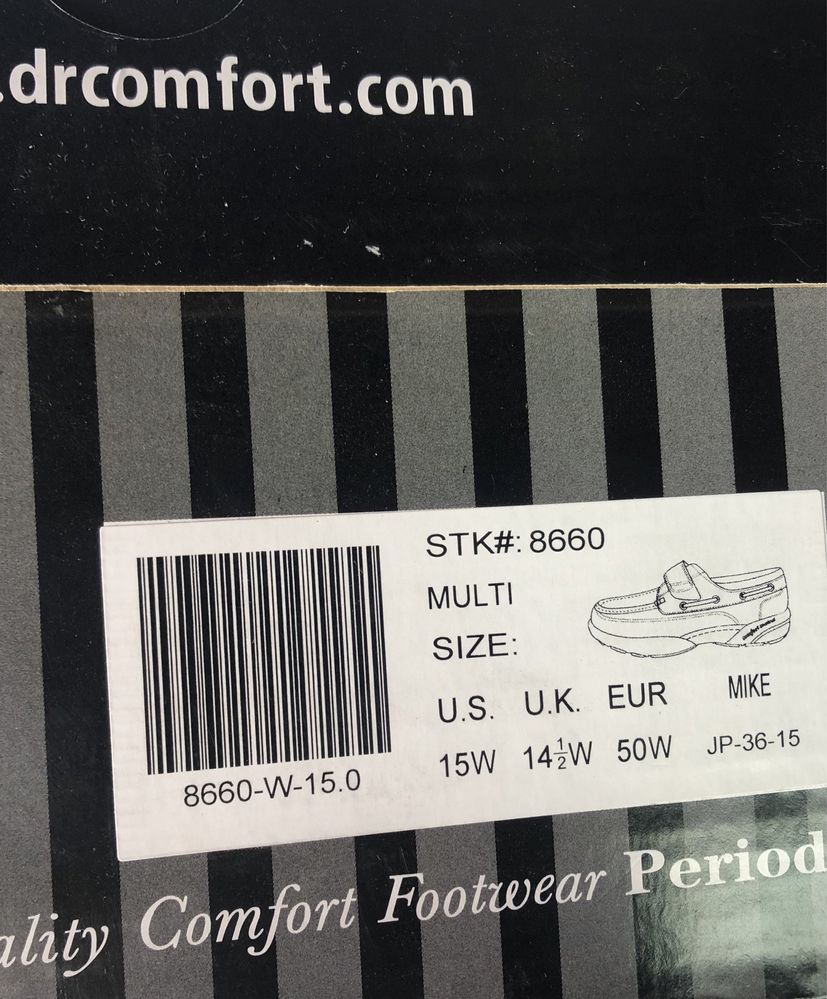 .drcomfort.com
STK#: 8660
MULTI
SIZE:
U.S. U.K. EUR MIKE
15W 14½W 50W JP-36-15
8660-W-15.0
ality Comfort Footwear Period